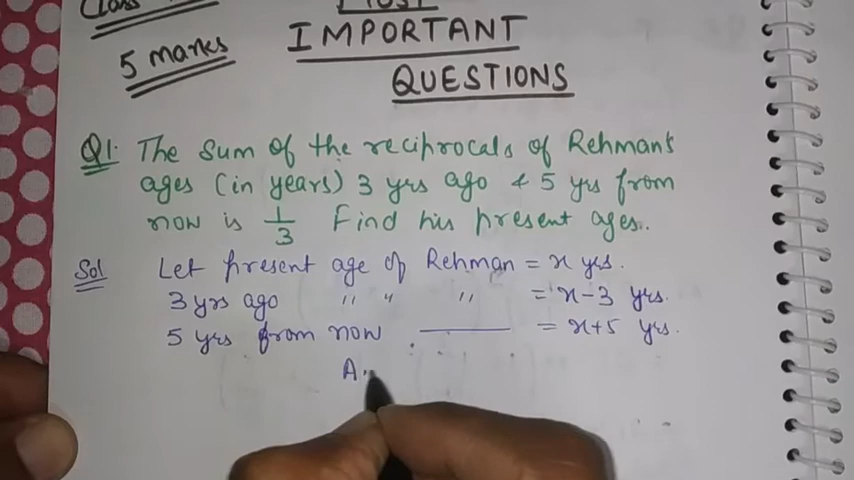 Class
MOST
5 marks
IMPORTANT
QUESTIONS
Q1. The sum of the reciprocals of Rehman's
ages (in years) 3 yrs ago & 5 yrs from
now is 1/3 Find his present ages.
Sol Let present age of Rehman = x yrs.
3 yrs ago " " " = x-3 yrs.
5 yrs from now — = x+5 yrs.
A.